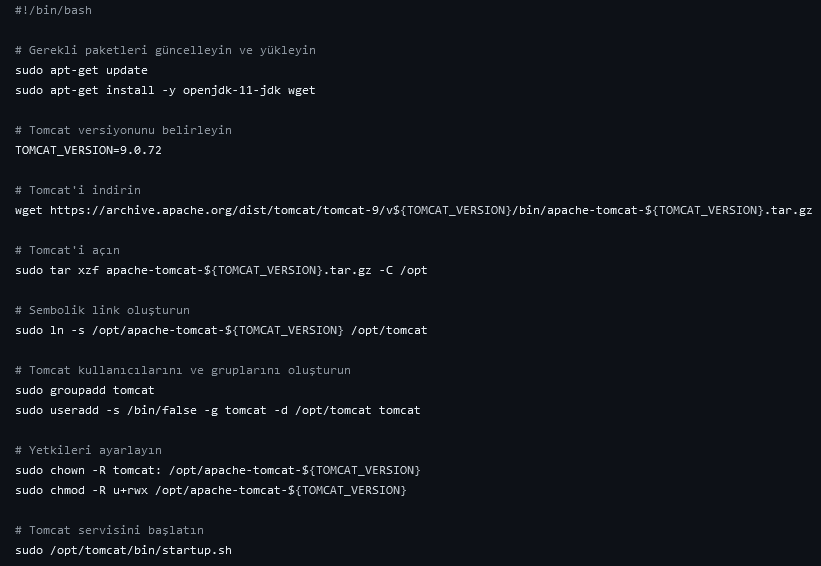 #!/bin/bash
# Gerekli paketleri güncelleyin ve yükleyin
sudo apt-get update
sudo apt-get install -y openjdk-11-jdk wget
# Tomcat versiyonunu belirleyin
TOMCAT_VERSION=9.0.72
# Tomcat'i indirin
wget https://archive.apache.org/dist/tomcat/tomcat-9/v${TOMCAT_VERSION}/bin/apache-tomcat-${TOMCAT_VERSION}.tar.gz
# Tomcat'i açın
sudo tar xzf apache-tomcat-${TOMCAT_VERSION}.tar.gz -C /opt
# Sembolik link oluşturun
sudo ln -s /opt/apache-tomcat-${TOMCAT_VERSION} /opt/tomcat
# Tomcat kullanıcılarını ve gruplarını oluşturun
sudo groupadd tomcat
sudo useradd -s /bin/false -g tomcat -d /opt/tomcat tomcat
# Yetkileri ayarlayın
sudo chown -R tomcat: /opt/apache-tomcat-${TOMCAT_VERSION}
sudo chmod -R u+rwx /opt/apache-tomcat-${TOMCAT_VERSION}
# Tomcat servisini başlatın
sudo /opt/tomcat/bin/startup.sh